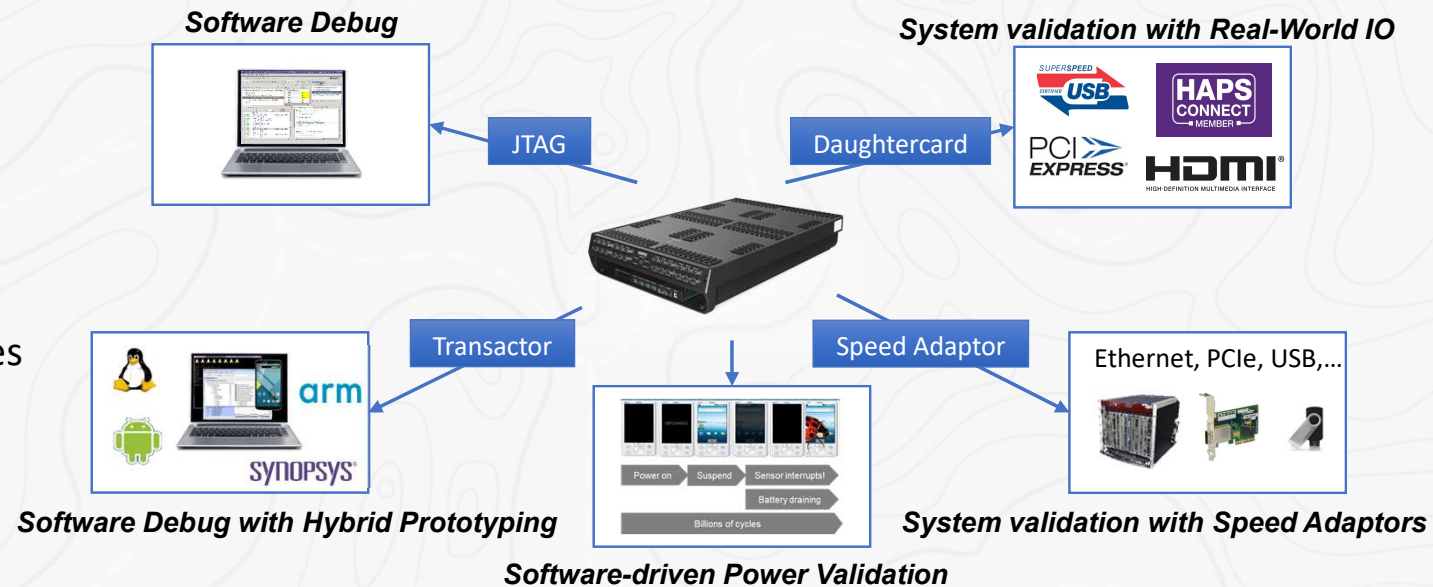 Software Debug
System validation with Real-World IO
SUPERSPEED
CERTIFIED USB
HAPS
CONNECT
MEMBER
PCI
EXPRESS®
HDMI®
HIGH-DEFINITION MULTIMEDIA INTERFACE
JTAG
Daughtercard
es
Transactor
Speed Adaptor
arm
SYNOPSYS®
Ethernet, PCIe, USB,...
Power on
Suspend
Sensor interrupts!
Battery draining
Billions of cycles
Software Debug with Hybrid Prototyping
System validation with Speed Adaptors
Software-driven Power Validation